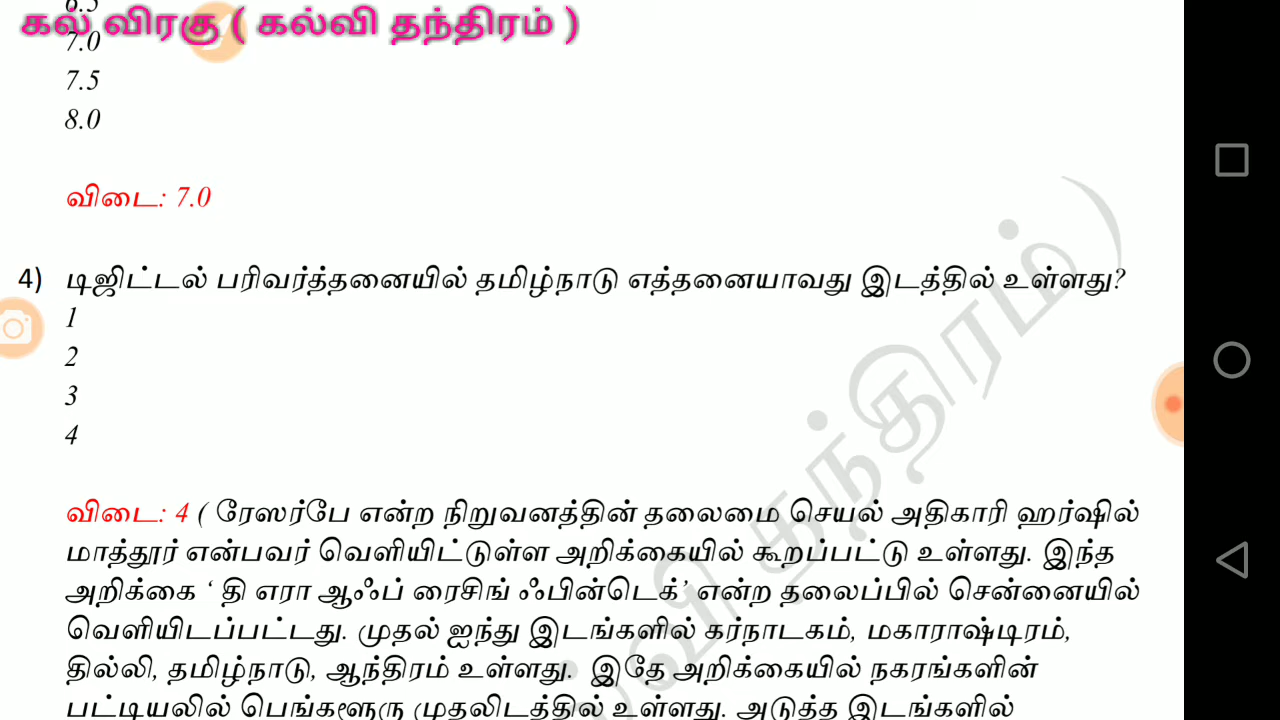 6.5
கல் விரகு ( கல்வி தந்திரம் )
7.0
7.5
8.0
விடை: 7.0
4) டிஜிட்டல் பரிவர்த்தனையில் தமிழ்நாடு எத்தனையாவது இடத்தில் உள்ளது?
1
2
3
4
விடை: 4 ( ரேஸர்பே என்ற நிறுவனத்தின் தலைமை செயல் அதிகாரி ஹர்ஷில்
மாத்தூர் என்பவர் வெளியிட்டுள்ள அறிக்கையில் கூறப்பட்டு உள்ளது. இந்த
அறிக்கை ‘ தி எரா ஆஃப் ரைசிங் ஃபின்டெக்’ என்ற தலைப்பில் சென்னையில்
வெளியிடப்பட்டது. முதல் ஐந்து இடங்களில் கர்நாடகம், மகாராஷ்டிரம்,
தில்லி, தமிழ்நாடு, ஆந்திரம் உள்ளது. இதே அறிக்கையில் நகரங்களின்
பட்டியலில் பெங்களூரு முதலிடத்தில் உள்ளது. அடுத்த இடங்களில்
ல்வி தந்திரம் )